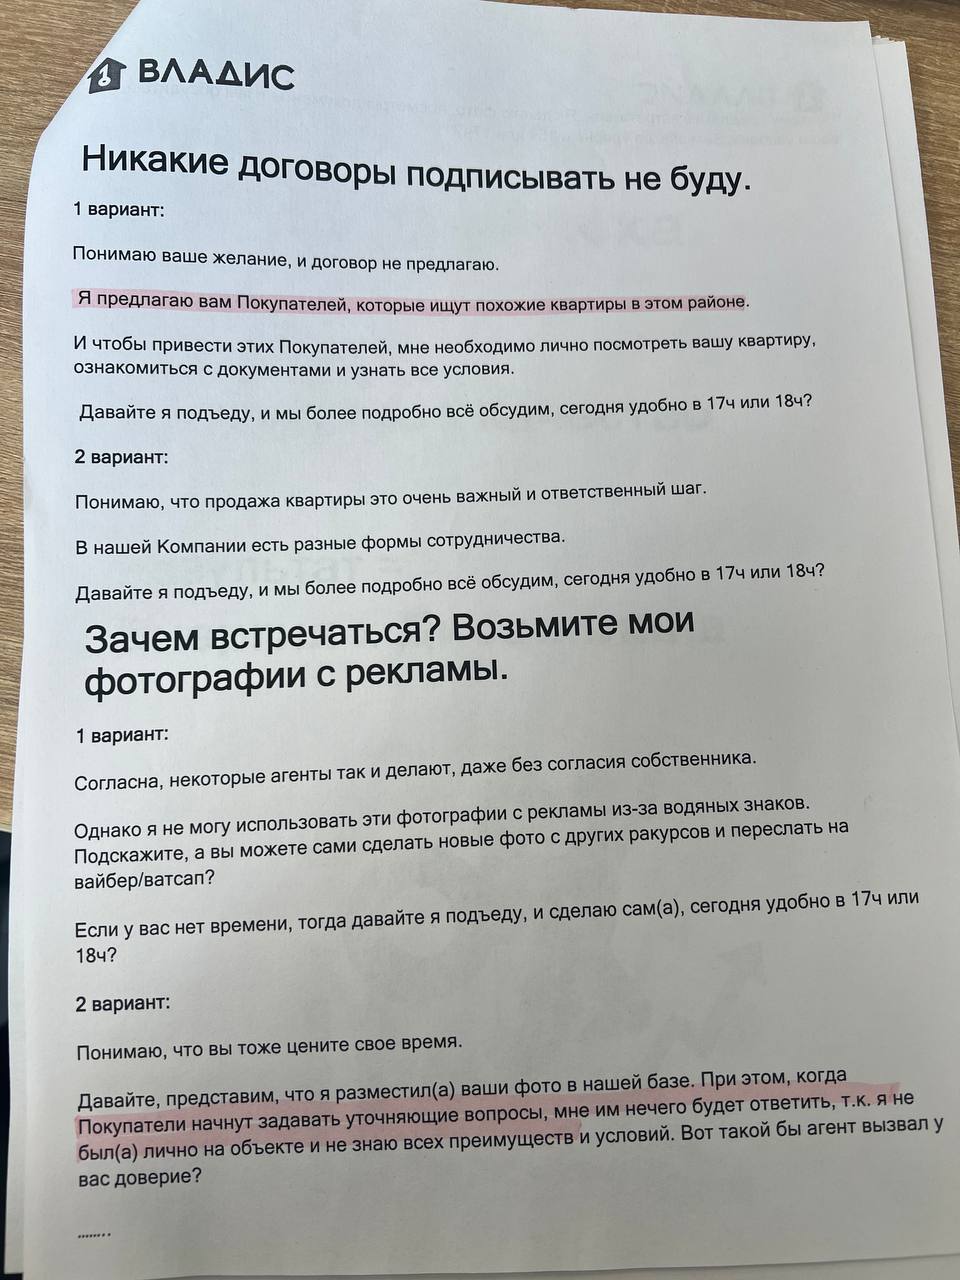 ВЛАДИС
Никакие договоры подписывать не буду.
1 вариант:
Понимаю ваше желание, и договор не предлагаю.
Я предлагаю вам Покупателей, которые ищут похожие квартиры в этом районе.
И чтобы привести этих Покупателей, мне необходимо лично посмотреть вашу квартиру,
ознакомиться с документами и узнать все условия.
Давайте я подъеду, и мы более подробно всё обсудим, сегодня удобно в 17ч или 18ч?
2 вариант:
Понимаю, что продажа квартиры это очень важный и ответственный шаг.
В нашей Компании есть разные формы сотрудничества.
Давайте я подъеду, и мы более подробно всё обсудим, сегодня удобно в 17ч или 18ч?
Зачем встречаться? Возьмите мои
фотографии с рекламы.
1 вариант:
Согласна, некоторые агенты так и делают, даже без согласия собственника.
Однако я не могу использовать эти фотографии с рекламы из-за водяных знаков.
Подскажите, а вы можете сами сделать новые фото с других ракурсов и переслать на
вайбер/ватсап?
Если у вас нет времени, тогда давайте я подъеду, и сделаю сам(а), сегодня удобно в 17ч или
18ч?
2 вариант:
Понимаю, что вы тоже цените свое время.
Давайте, представим, что я разместил(а) ваши фото в нашей базе. При этом, когда
Покупатели начнут задавать уточняющие вопросы, мне им нечего будет ответить, т.к. я не
был(а) лично на объекте и не знаю всех преимуществ и условий. Вот такой бы агент вызвал у
вас доверие?
........